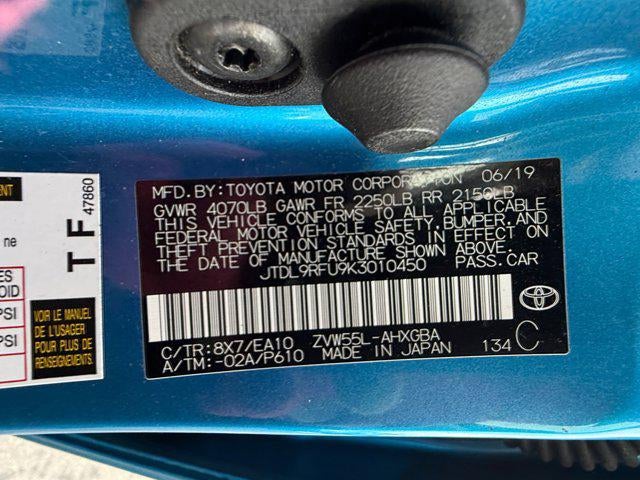 MFD. BY: TOYOTA MOTOR CORPORATION 06/19
GVWR 4070LB GAWR FR 2250LB RR 2150LB
THIS VEHICLE CONFORMS TO ALL APPLICABLE
FEDERAL MOTOR VEHICLE SAFETY, BUMPER, AND
THEFT PREVENTION STANDARDS IN EFFECT ON
THE DATE OF MANUFACTURE SHOWN ABOVE.
JTDL9RFU9K3010450 PASS. CAR
C/TR: 8X7/EA10 ZVW55L-AHXGBA
A/TM: -02A/P610 MADE IN JAPAN 134 C
TF
47860
ne
PSI
PSI
VOIR LE MANUEL
DE L'USAGER
POUR PLUS DE
RENSEIGNEMENTS.